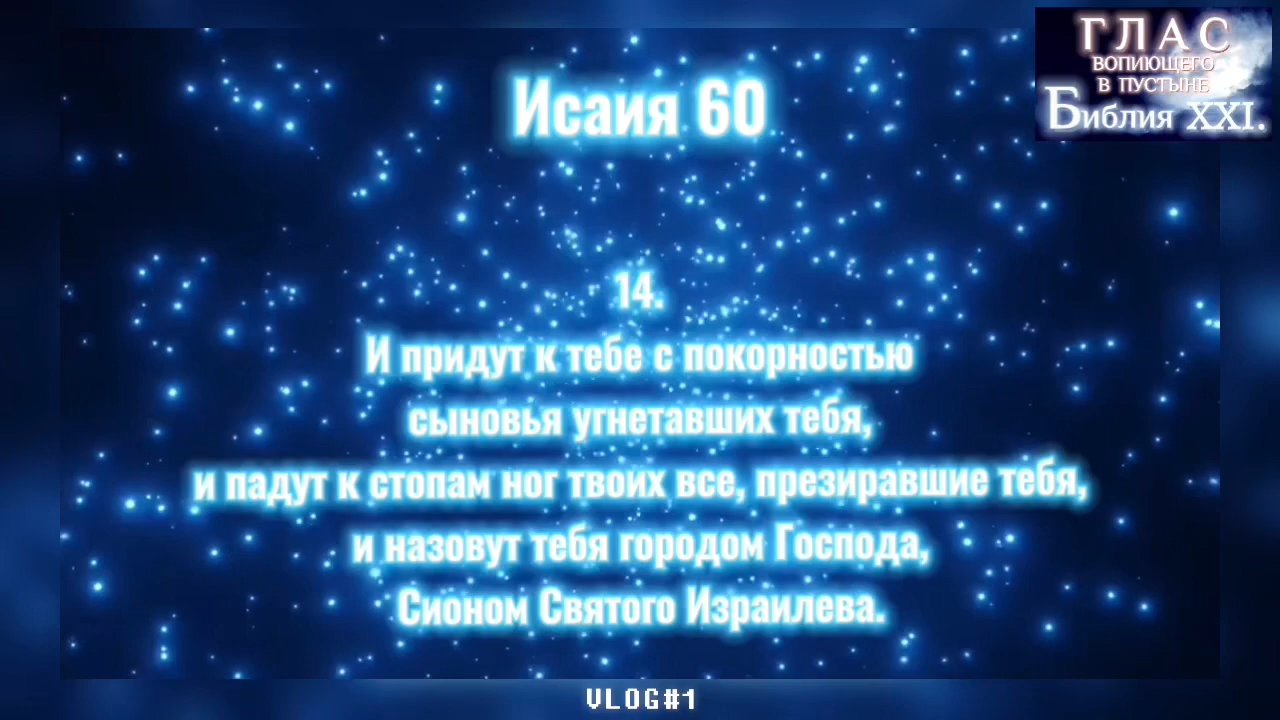 ГЛАС
ВОПИЮЩЕГО
В ПУСТЫНЕ
Библия XXI.
Исаия 60
14.
И придут к тебе с покорностью
сыновья угнетавших тебя,
и падут к стопам ног твоих все, презиравшие тебя,
и назовут тебя городом Господа,
Сионом Святого Израилева.
VLOG#1